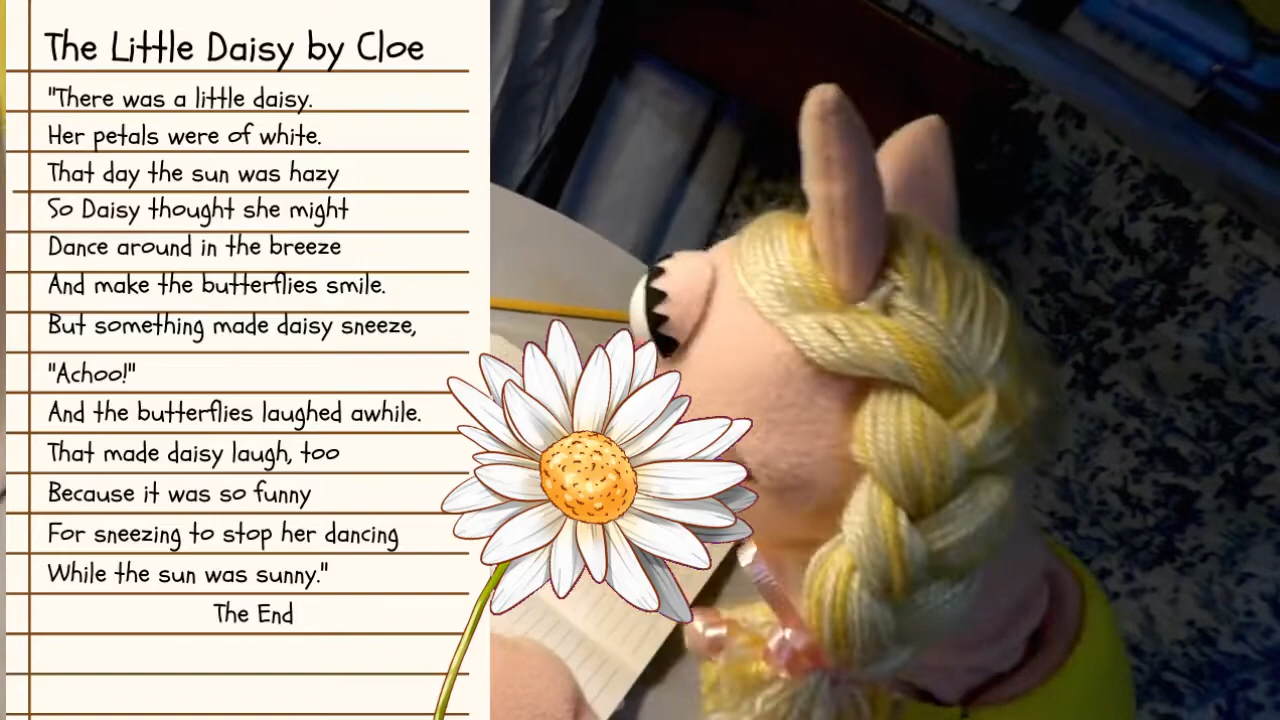 The Little Daisy by Cloe
"There was a little daisy.
Her petals were of white.
That day the sun was hazy
So Daisy thought she might
Dance around in the breeze
And make the butterflies smile.
But something made daisy sneeze,
"Achoo!"
And the butterflies laughed awhile.
That made daisy laugh, too
Because it was so funny
For sneezing to stop her dancing
While the sun was sunny."
The End